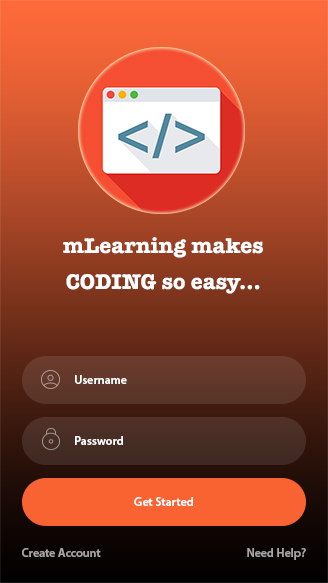 mLearning makes
CODING so easy...
Username
Password
Get Started
Create Account
Need Help?